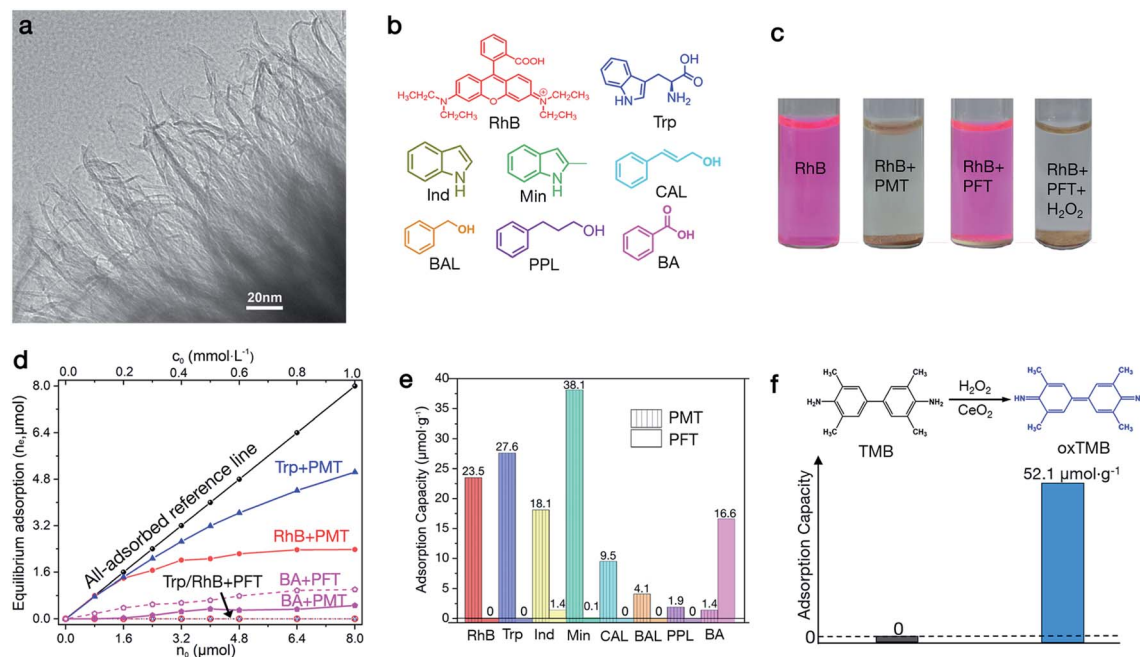 a
20nm
b
COOH
H₃CH₂C
N
CH₂CH₃
O
N
CH₂CH₃
CH₂CH₃
RhB
OH
O
NH₂
N
H
Trp
N
H
Ind
N
H
Min
OH
CAL
OH
BAL
OH
PPL
O
OH
BA
c
RhB
RhB+
PMT
RhB+
PFT
RhB+
PFT+
H₂O₂
d
c₀ (mmol·L⁻¹)
0.0 0.2 0.4 0.6 0.8 1.0
Equilibrium adsorption (nₑ,μmol)
8.0
6.4
4.8
3.2
1.6
0.0
All-adsorbed reference line
Trp+PMT
RhB+PMT
Trp/RhB+PFT
BA+PFT
BA+PMT
0.0 1.6 3.2 4.8 6.4 8.0
n₀ (μmol)
e
Adsorption Capacity (μmol·g⁻¹)
40
35
30
25
20
15
10
5
0
PMT
PFT
23.5 0 27.6 0 18.1 1.4 38.1 0.1 9.5 0 4.1 0 1.9 0 1.4 16.6
RhB Trp Ind Min CAL BAL PPL BA
f
H₃C CH₃
H₂N NH₂
H₃C CH₃
TMB
H₂O₂
CeO₂
H₃C CH₃
H₃C CH₃
oxTMB
Adsorption Capacity
0
0
52.1 μmol·g⁻¹